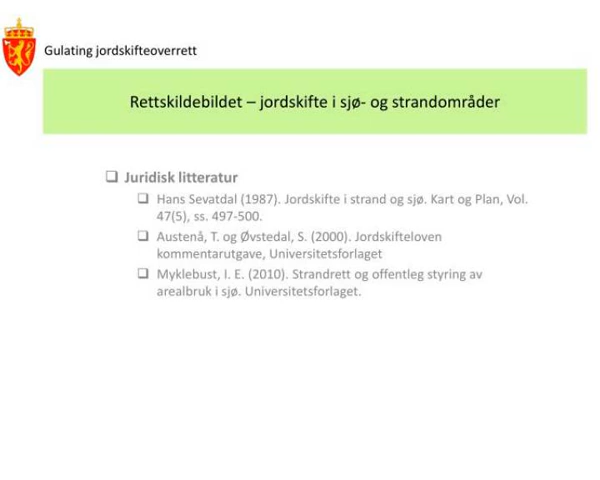 Gulating jordskifteoverrett
Rettskildebildet – jordskifte i sjø- og strandområder
Juridisk litteratur
Hans Sevatdal (1987). Jordskifte i strand og sjø. Kart og Plan, Vol.
47(5), ss. 497-500.
Austenå, T. og Øvstedal, S. (2000). Jordskifteloven
kommentarutgave, Universitetsforlaget
Myklebust, I. E. (2010). Strandrett og offentleg styring av
arealbruk i sjø. Universitetsforlaget.